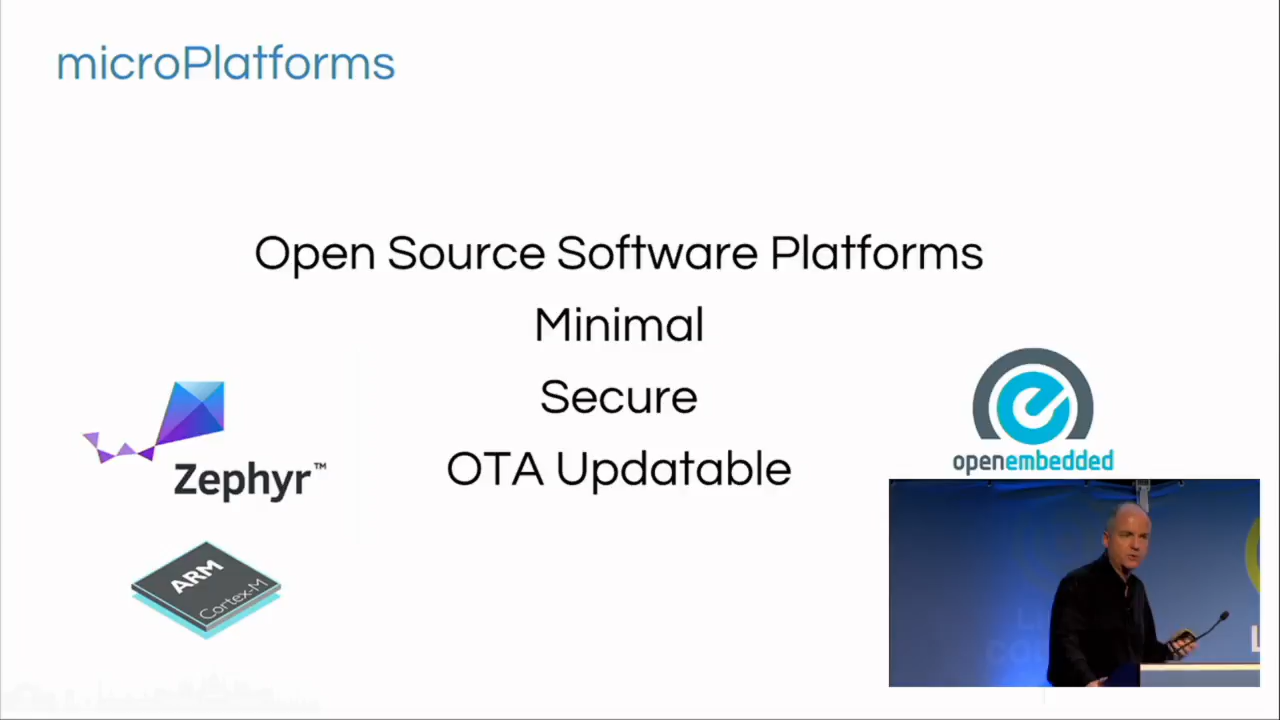 microPlatforms
Open Source Software Platforms
Minimal
Secure
OTA Updatable
Zephyr™
ARM
Cortex-M
openembedded